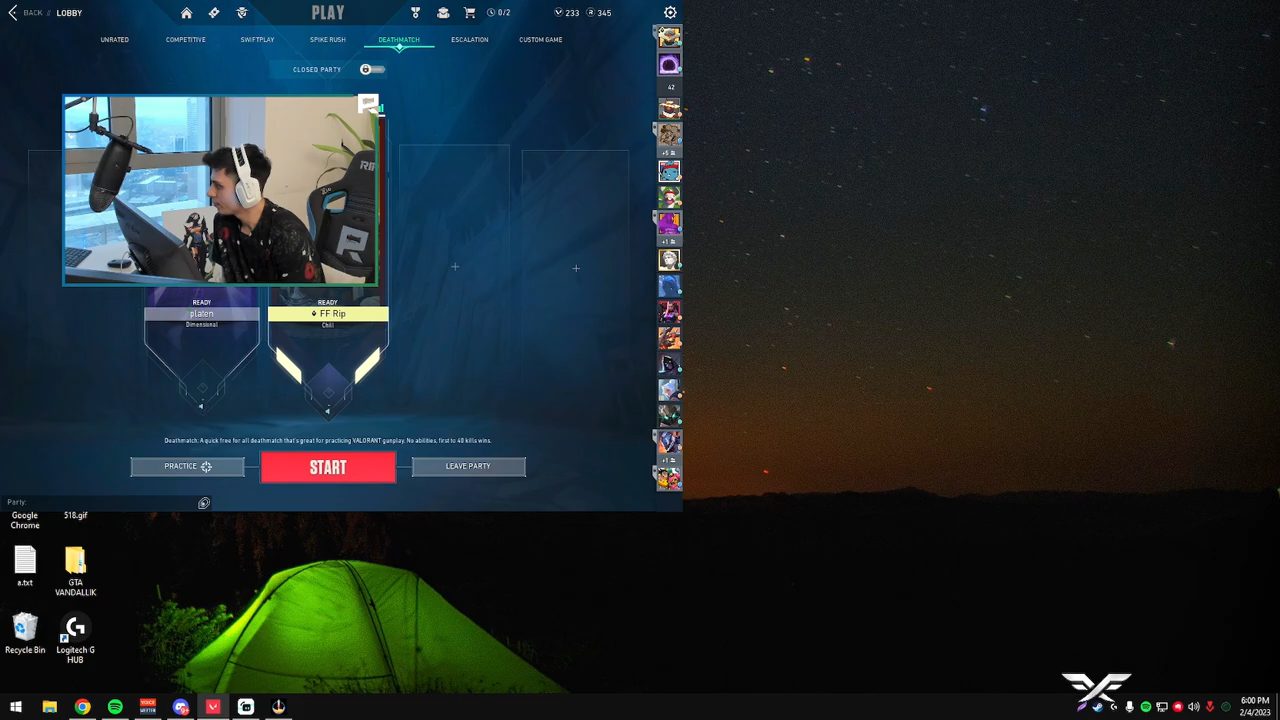 BACK // LOBBY
PLAY
0/2
233
345
UNRATED
COMPETITIVE
SWIFTPLAY
SPIKE RUSH
DEATHMATCH
ESCALATION
CUSTOM GAME
CLOSED PARTY
42
+5
+1
+1
READY
platen
Dimensional
READY
FF Rip
Chill
Deathmatch: A quick free for all deathmatch that's great for practicing VALORANT gunplay. No abilities, first to 40 kills wins.
PRACTICE
START
LEAVE PARTY
Party:
Google
Chrome
518.gif
a.txt
GTA
VANDALLIK
Recycle Bin
Logitech G
HUB
6:00 PM
2/4/2023